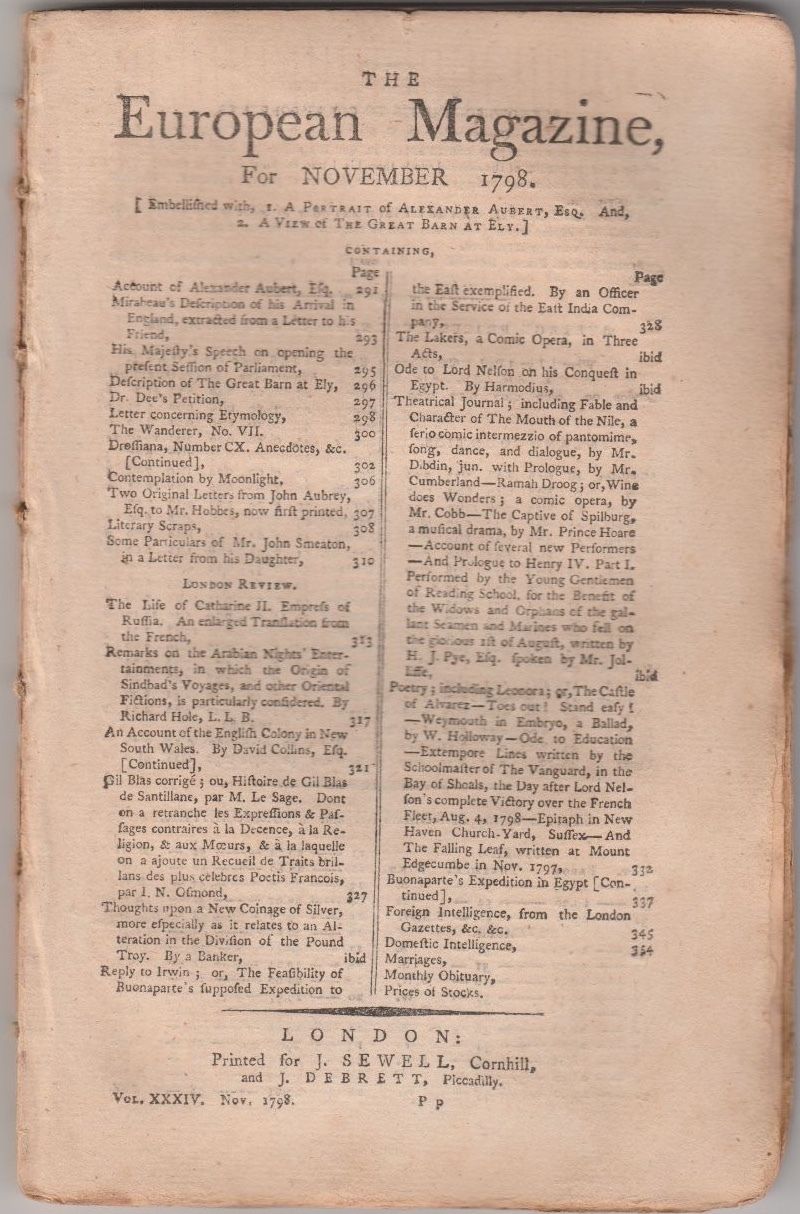 THE
European Magazine,
For NOVEMBER 1798.
[ Embelliſhed with, 1. A PORTRAIT of ALEXANDER AUBERT, ESQ. And,
2. A VIEW of THE GREAT BARN AT ELY.]
CONTAINING,
Page
Account of Alexander Aubert, Eſq. 291
Mirabeau's Deſcription of his Arrival in
England, extracted from a Letter to his
Friend, 293
His Majeſty's Speech on opening the
preſent Seſſion of Parliament, 295
Deſcription of The Great Barn at Ely, 296
Dr. Dee's Petition, 297
Letter concerning Etymology, 298
The Wanderer, No. VII. 300
Droſſiana, Number CX. Anecdotes, &c.
[Continued], 302
Contemplation by Moonlight, 306
Two Original Letters from John Aubrey,
Eſq. to Mr. Hobbes, now firſt printed, 307
Literary Scraps, 308
Some Particulars of Mr. John Smeaton,
in a Letter from his Daughter, 310
LONDON REVIEW.
The Life of Catharine II. Empreſs of
Ruſſia. An enlarged Tranſlation from
the French, 313
Remarks on the Arabian Nights' Enter-
tainments, in which the Origin of
Sindbad's Voyages, and other Oriental
Fictions, is particularly conſidered. By
Richard Hole, L. L. B. 317
An Account of the Engliſh Colony in New
South Wales. By David Collins, Eſq.
[Continued], 321
Gil Blas corrigé ; ou, Hiſtoire de Gil Blas
de Santillane, par M. Le Sage. Dont
on a retranche les Expreſſions & Paſ-
ſages contraires à la Decence, à la Re-
ligion, & aux Mœurs, & à la laquelle
on a ajoute un Recueil de Traits bril-
lans des plus celebres Poetis Francois,
par J. N. Oſmond, 327
Thoughts upon a New Coinage of Silver,
more eſpecially as it relates to an Al-
teration in the Diviſion of the Pound
Troy. By a Banker, ibid
Reply to Irwin ; or, The Feaſibility of
Buonaparte's ſuppoſed Expedition to
Page
the Eaſt exemplified. By an Officer
in the Service of the Eaſt India Com-
pany, 328
The Lakers, a Comic Opera, in Three
Acts, ibid
Ode to Lord Nelſon on his Conqueſt in
Egypt. By Harmodius, ibid
Theatrical Journal ; including Fable and
Character of The Mouth of the Nile, a
ſerio comic intermezzo of pantomime,
ſong, dance, and dialogue, by Mr.
Dibdin, jun. with Prologue, by Mr.
Cumberland—Ramah Droog ; or, Wine
does Wonders ; a comic opera, by
Mr. Cobb—The Captive of Spilburg,
a muſical drama, by Mr. Prince Hoare
—Account of ſeveral new Performers
—And Prologue to Henry IV. Part I.
Performed by the Young Gentlemen
of Reading School, for the Benefit of
the Widows and Orphans of the gal-
lant Seamen and Marines who fell on
the glorious 1ſt of Auguſt, written by
H. J. Pye, Eſq. ſpoken by Mr. Jol-
liffe, ibid
Poetry ; including Leonora ; or, The Caſtle
of Alvarez—Toes out ! Stand eaſy !
—Weymouth in Embryo, a Ballad,
by W. Holloway—Ode to Education
—Extempore Lines written by the
Schoolmaſter of The Vanguard, in the
Bay of Shoals, the Day after Lord Nel-
ſon's complete Victory over the French
Fleet, Aug. 4, 1798—Epitaph in New
Haven Church-Yard, Suſſex—And
The Falling Leaf, written at Mount
Edgecumbe in Nov. 1797, 332
Buonaparte's Expedition in Egypt [Con-
tinued], 337
Foreign Intelligence, from the London
Gazettes, &c. &c. 345
Domeſtic Intelligence, 354
Marriages,
Monthly Obituary,
Prices of Stocks.
LONDON:
Printed for J. SEWELL, Cornhill,
and J. DEBRETT, Piccadilly.
VOL. XXXIV. Nov. 1798. P p